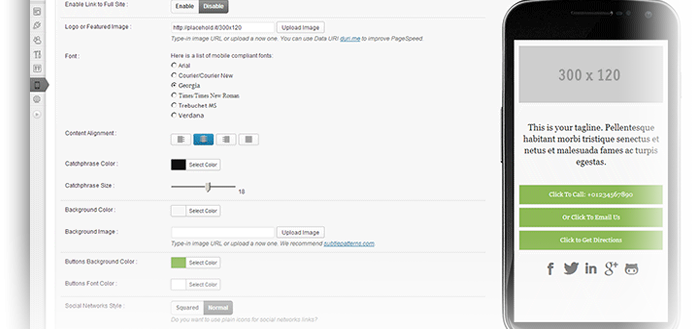 Enable Link to Full Site :
Enable Disable
Logo or Featured Image :
http://placehold.it/300x120 Upload Image
Type-in image URL or upload a now one. You can use Data URI duri.me to improve PageSpeed.
Font :
Here is a list of mobile compliant fonts:
Arial
Courier/Courier New
Georgia
Times/Times New Roman
Trebuchet MS
Verdana
Content Alignment :
Catchphrase Color :
Select Color
Catchphrase Size :
18
Background Color :
Select Color
Background Image :
Upload Image
Type-in image URL or upload a now one. We recommend subtlepatterns.com
Buttons Background Color :
Select Color
Buttons Font Color :
Select Color
Social Networks Style :
Squared Normal
Do you want to use plain icons for social networks links?
300 x 120
This is your tagline. Pellentesque
habitant morbi tristique senectus et
netus et malesuada fames ac turpis
egestas.
Click To Call: +01234567890
Or Click To Email Us
Click to Get Directions